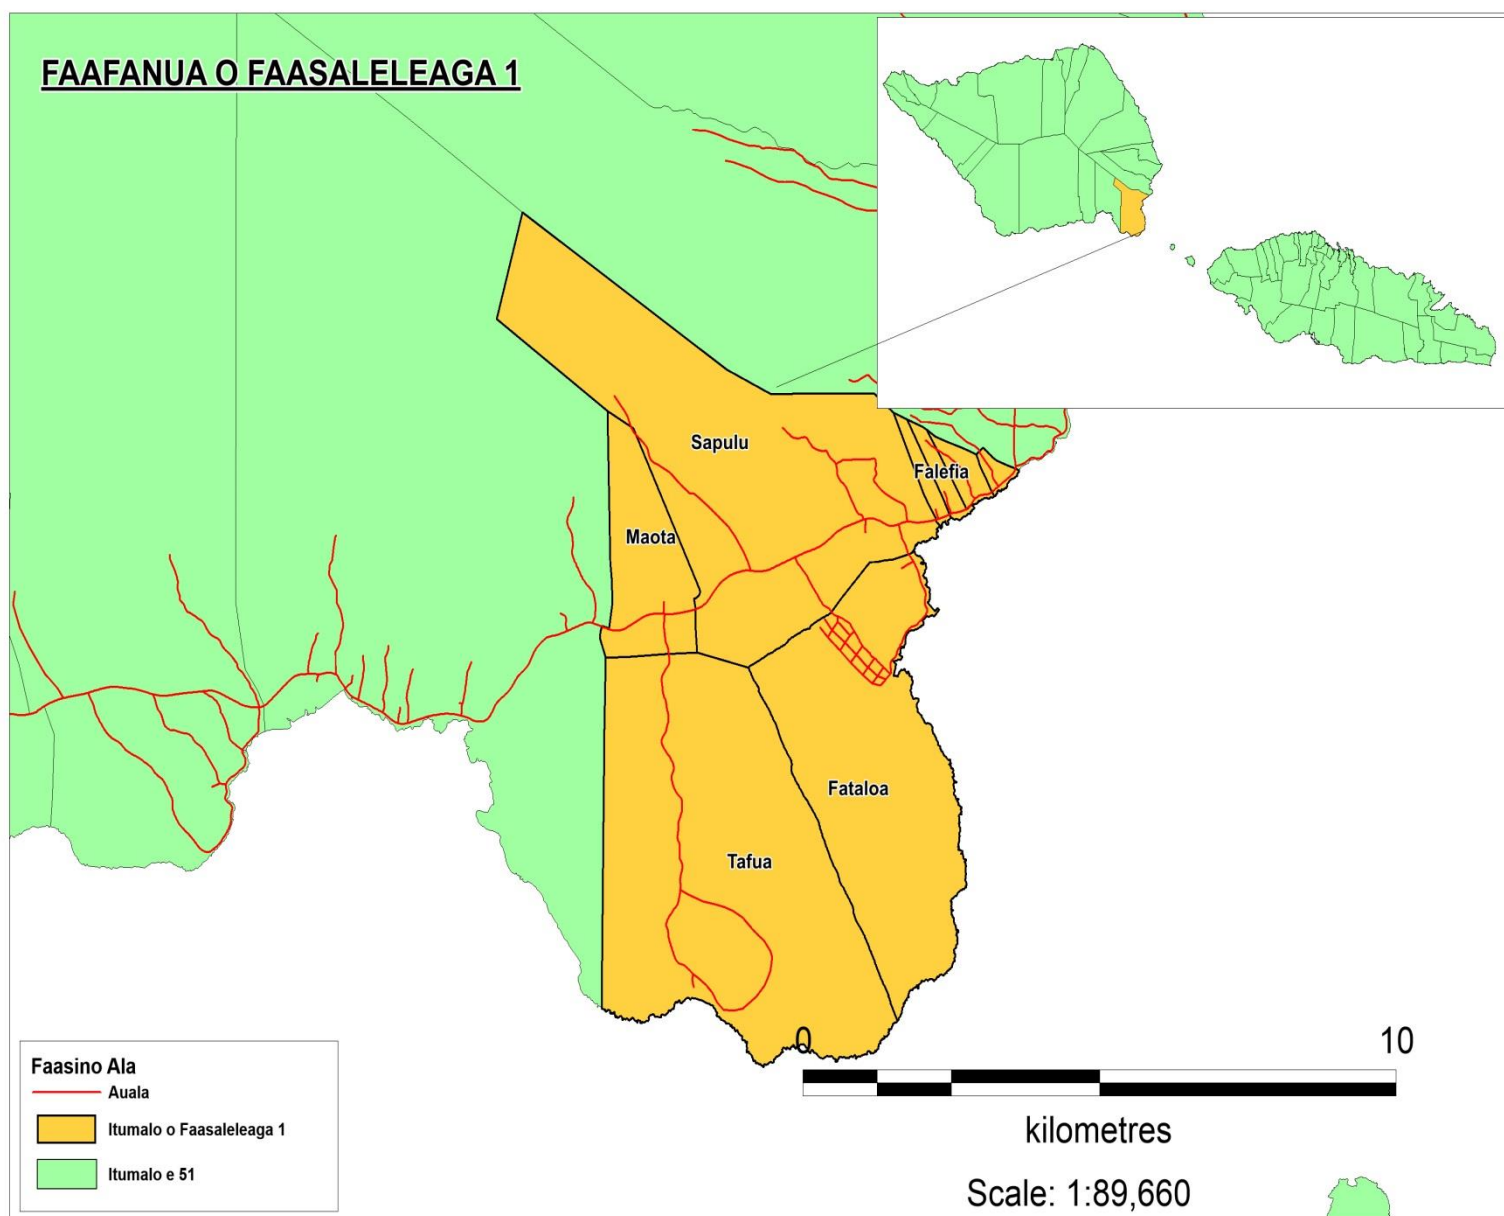 FAAFANUA O FAASALELEAGA 1
Sapulu
Falefia
Maota
Fataloa
Tafua
Faasino Ala
Auala
Itumalo o Faasaleleaga 1
Itumalo e 51
0 10
kilometres
Scale: 1:89,660